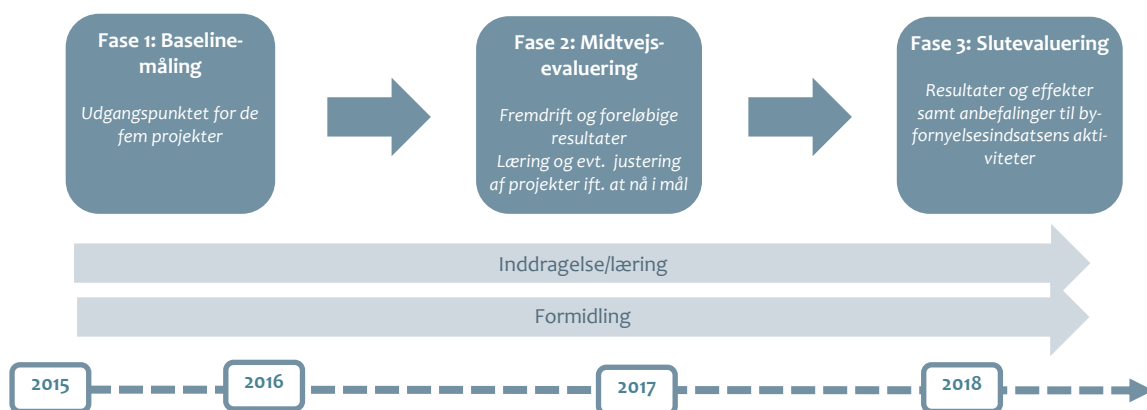 Fase 1: Baseline-
måling
Udgangspunktet for de
fem projekter
Fase 2: Midtvejs-
evaluering
Fremdrift og foreløbige
resultater
Læring og evt. justering
af projekter ift. at nå i mål
Fase 3: Slutevaluering
Resultater og effekter
samt anbefalinger til by-
fornyelsesindsatsens akti-
viteter
Inddragelse/læring
Formidling
2015
2016
2017
2018